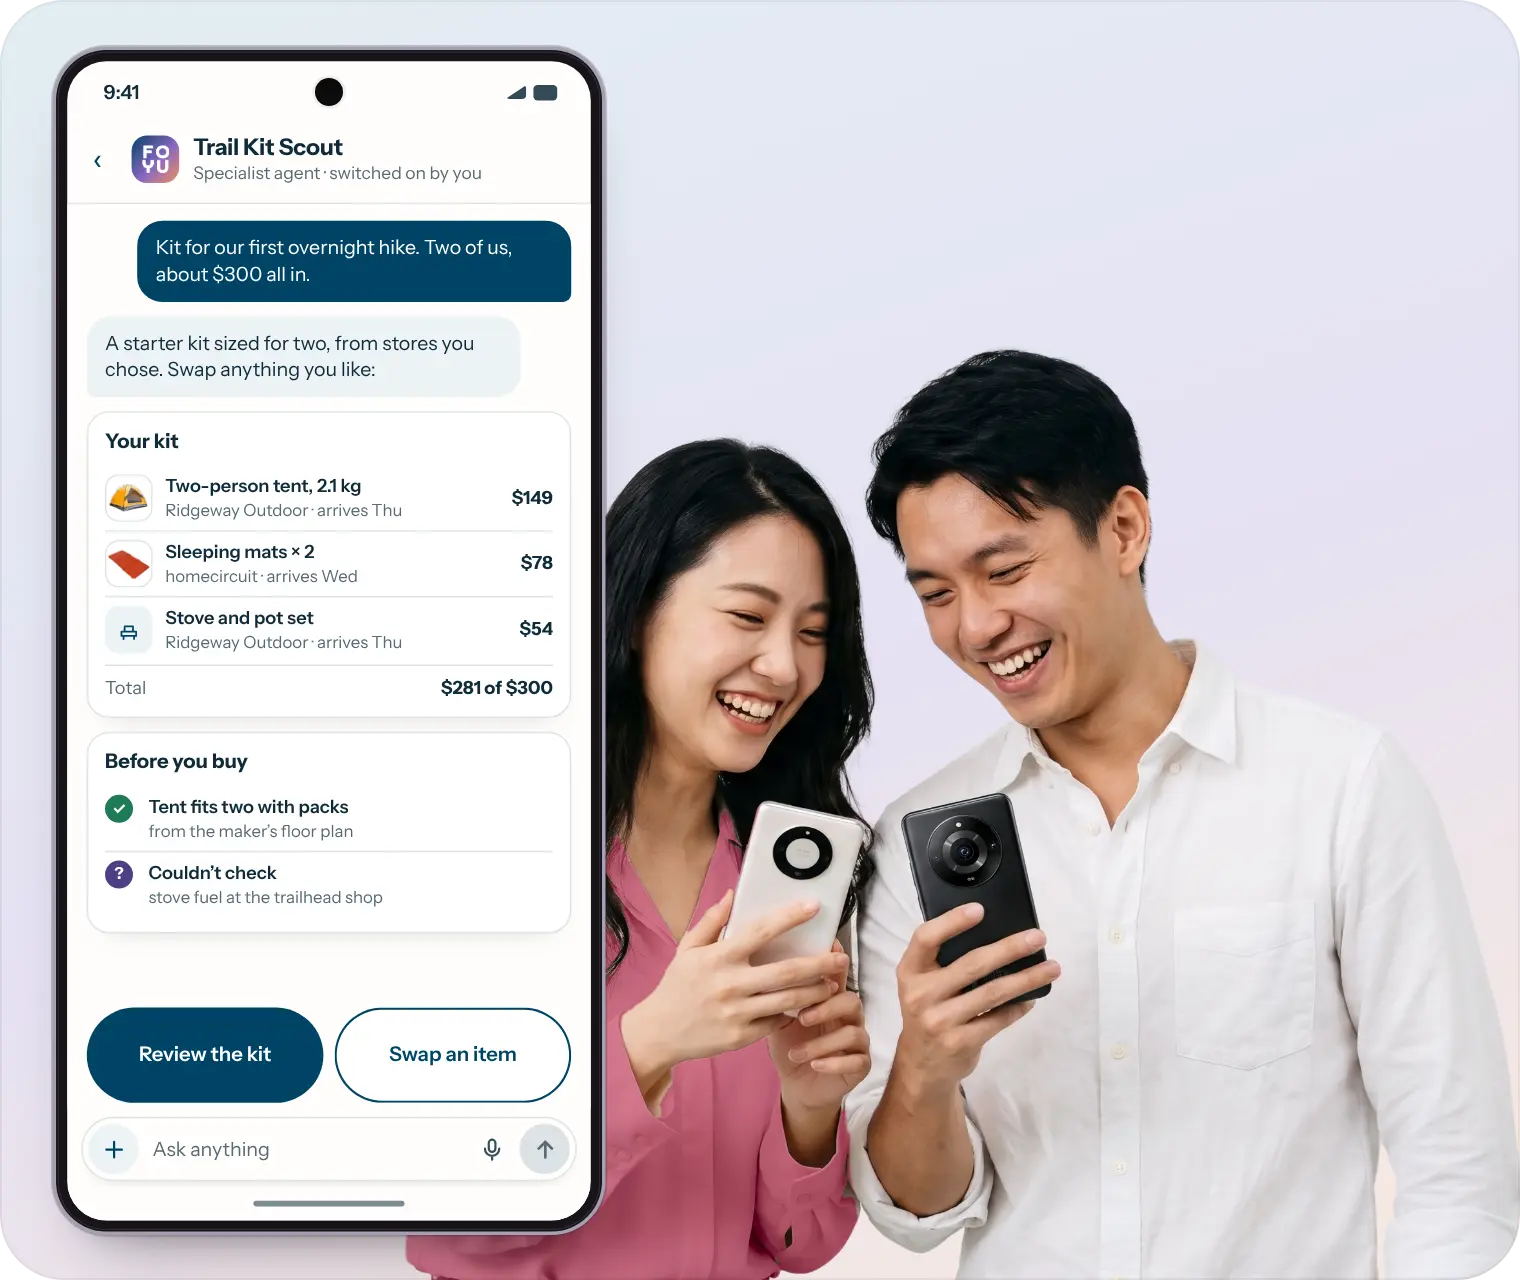 9:41
‹
FO
YU
Trail Kit Scout
Specialist agent · switched on by you
Kit for our first overnight hike. Two of us,
about $300 all in.
A starter kit sized for two, from stores you
chose. Swap anything you like:
Your kit
Two-person tent, 2.1 kg
$149
Ridgeway Outdoor · arrives Thu
Sleeping mats × 2
$78
homecircuit · arrives Wed
Stove and pot set
$54
Ridgeway Outdoor · arrives Thu
Total
$281 of $300
Before you buy
Tent fits two with packs
from the maker’s floor plan
?
Couldn’t check
stove fuel at the trailhead shop
Review the kit
Swap an item
+
Ask anything